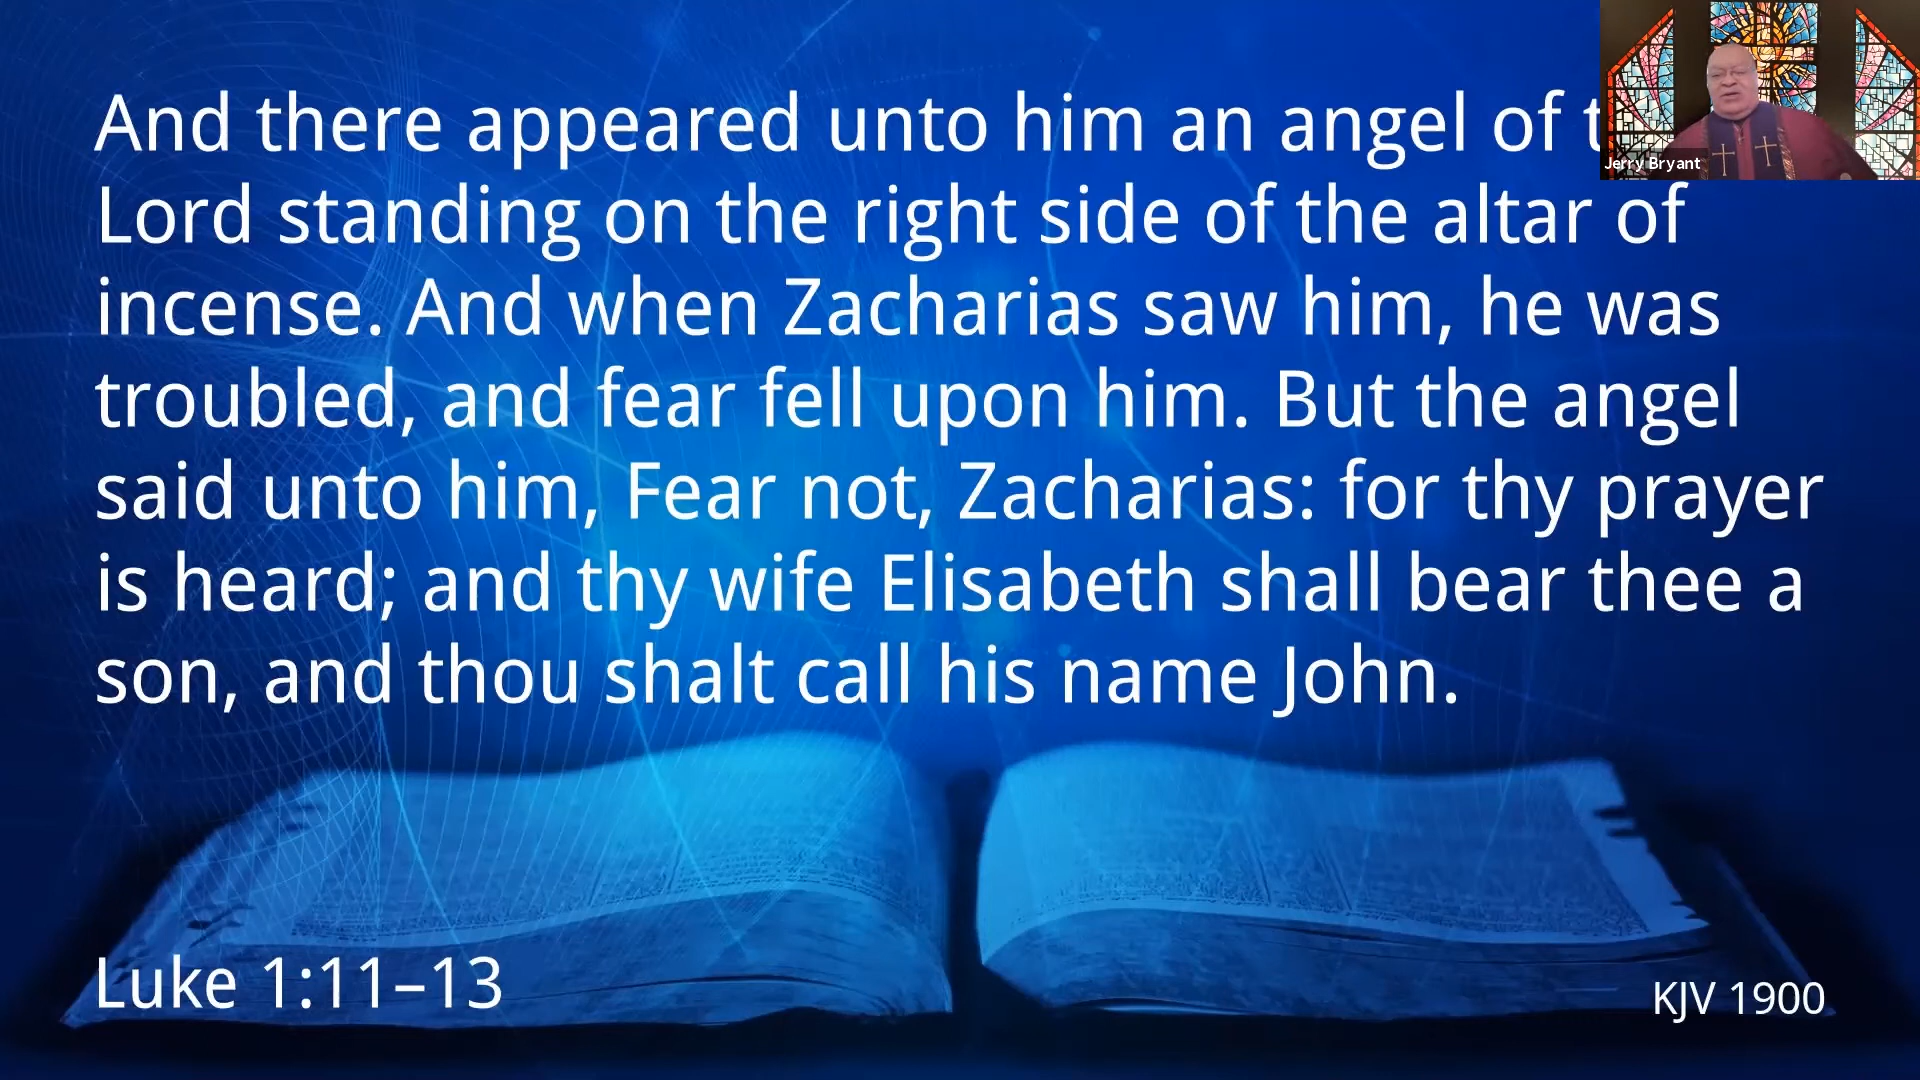 And there appeared unto him an angel of
Lord standing on the right side of the altar of
incense. And when Zacharias saw him, he was
troubled, and fear fell upon him. But the angel
said unto him, Fear not, Zacharias: for thy prayer
is heard; and thy wife Elisabeth shall bear thee a
son, and thou shalt call his name John.
Luke 1:11–13
KJV 1900
Jerry Bryant